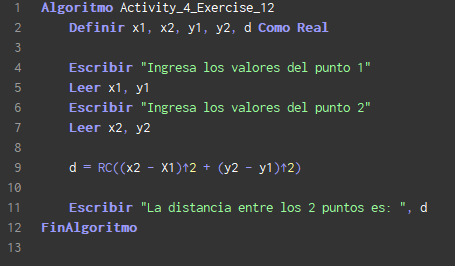 1 Algoritmo Activity_4_Exercise_12
2 Definir x1, x2, y1, y2, d Como Real
3
4 Escribir "Ingresa los valores del punto 1"
5 Leer x1, y1
6 Escribir "Ingresa los valores del punto 2"
7 Leer x2, y2
8
9 d = RC((x2 - X1)↑2 + (y2 - y1)↑2)
10
11 Escribir "La distancia entre los 2 puntos es: ", d
12 FinAlgoritmo
13